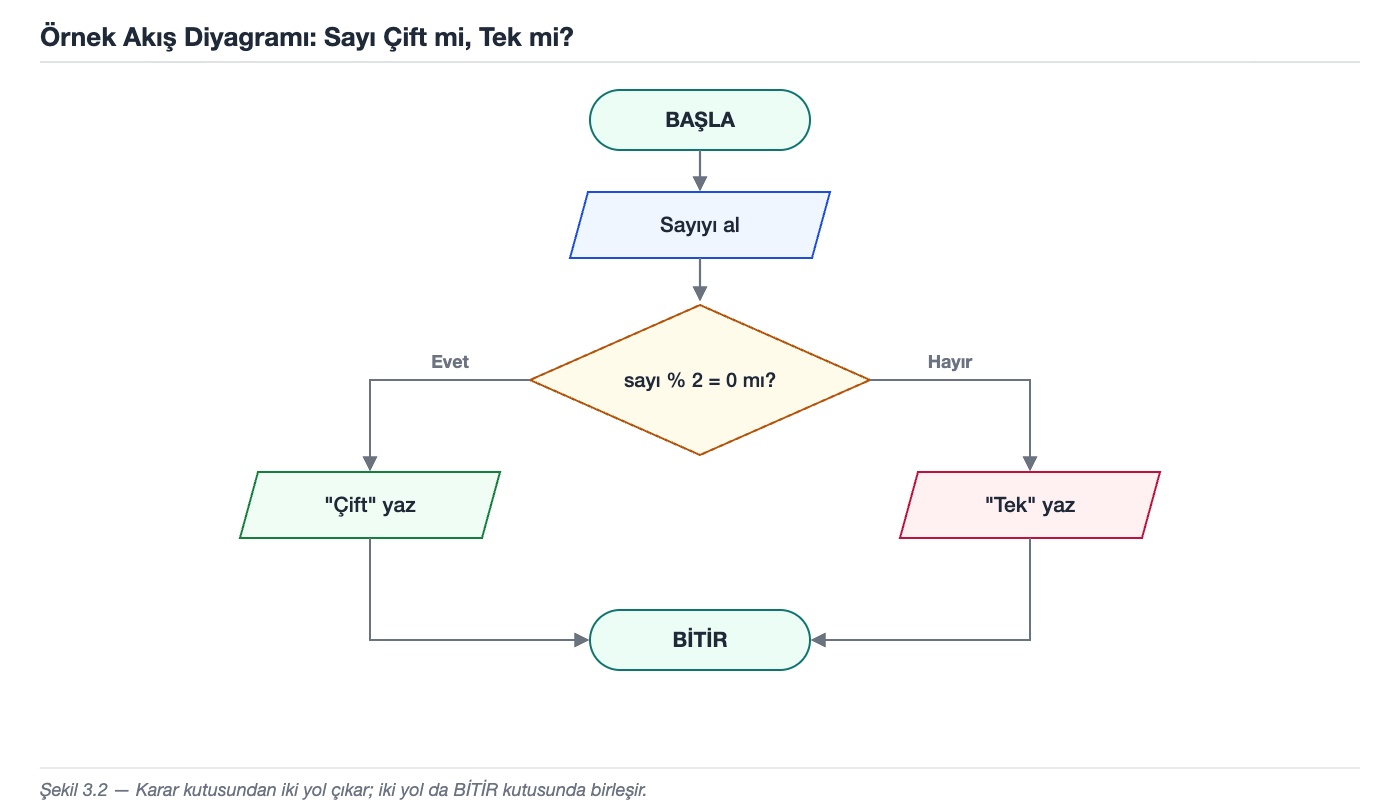 Örnek Akış Diyagramı: Sayı Çift mi, Tek mi?
BAŞLA
Sayıyı al
sayı % 2 = 0 mı?
Evet
Hayır
"Çift" yaz
"Tek" yaz
BİTİR
Şekil 3.2 — Karar kutusundan iki yol çıkar; iki yol da BİTİR kutusunda birleşir.